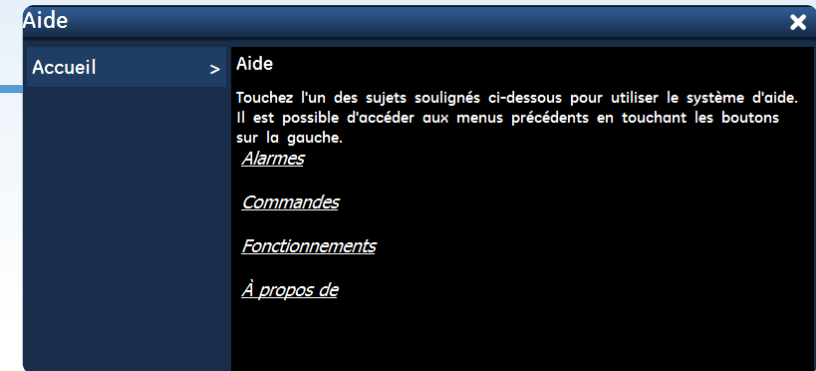 Aide
Accueil >
Aide
Touchez l'un des sujets soulignés ci-dessous pour utiliser le système d'aide.
Il est possible d'accéder aux menus précédents en touchant les boutons
sur la gauche.
Alarmes
Commandes
Fonctionnements
À propos de